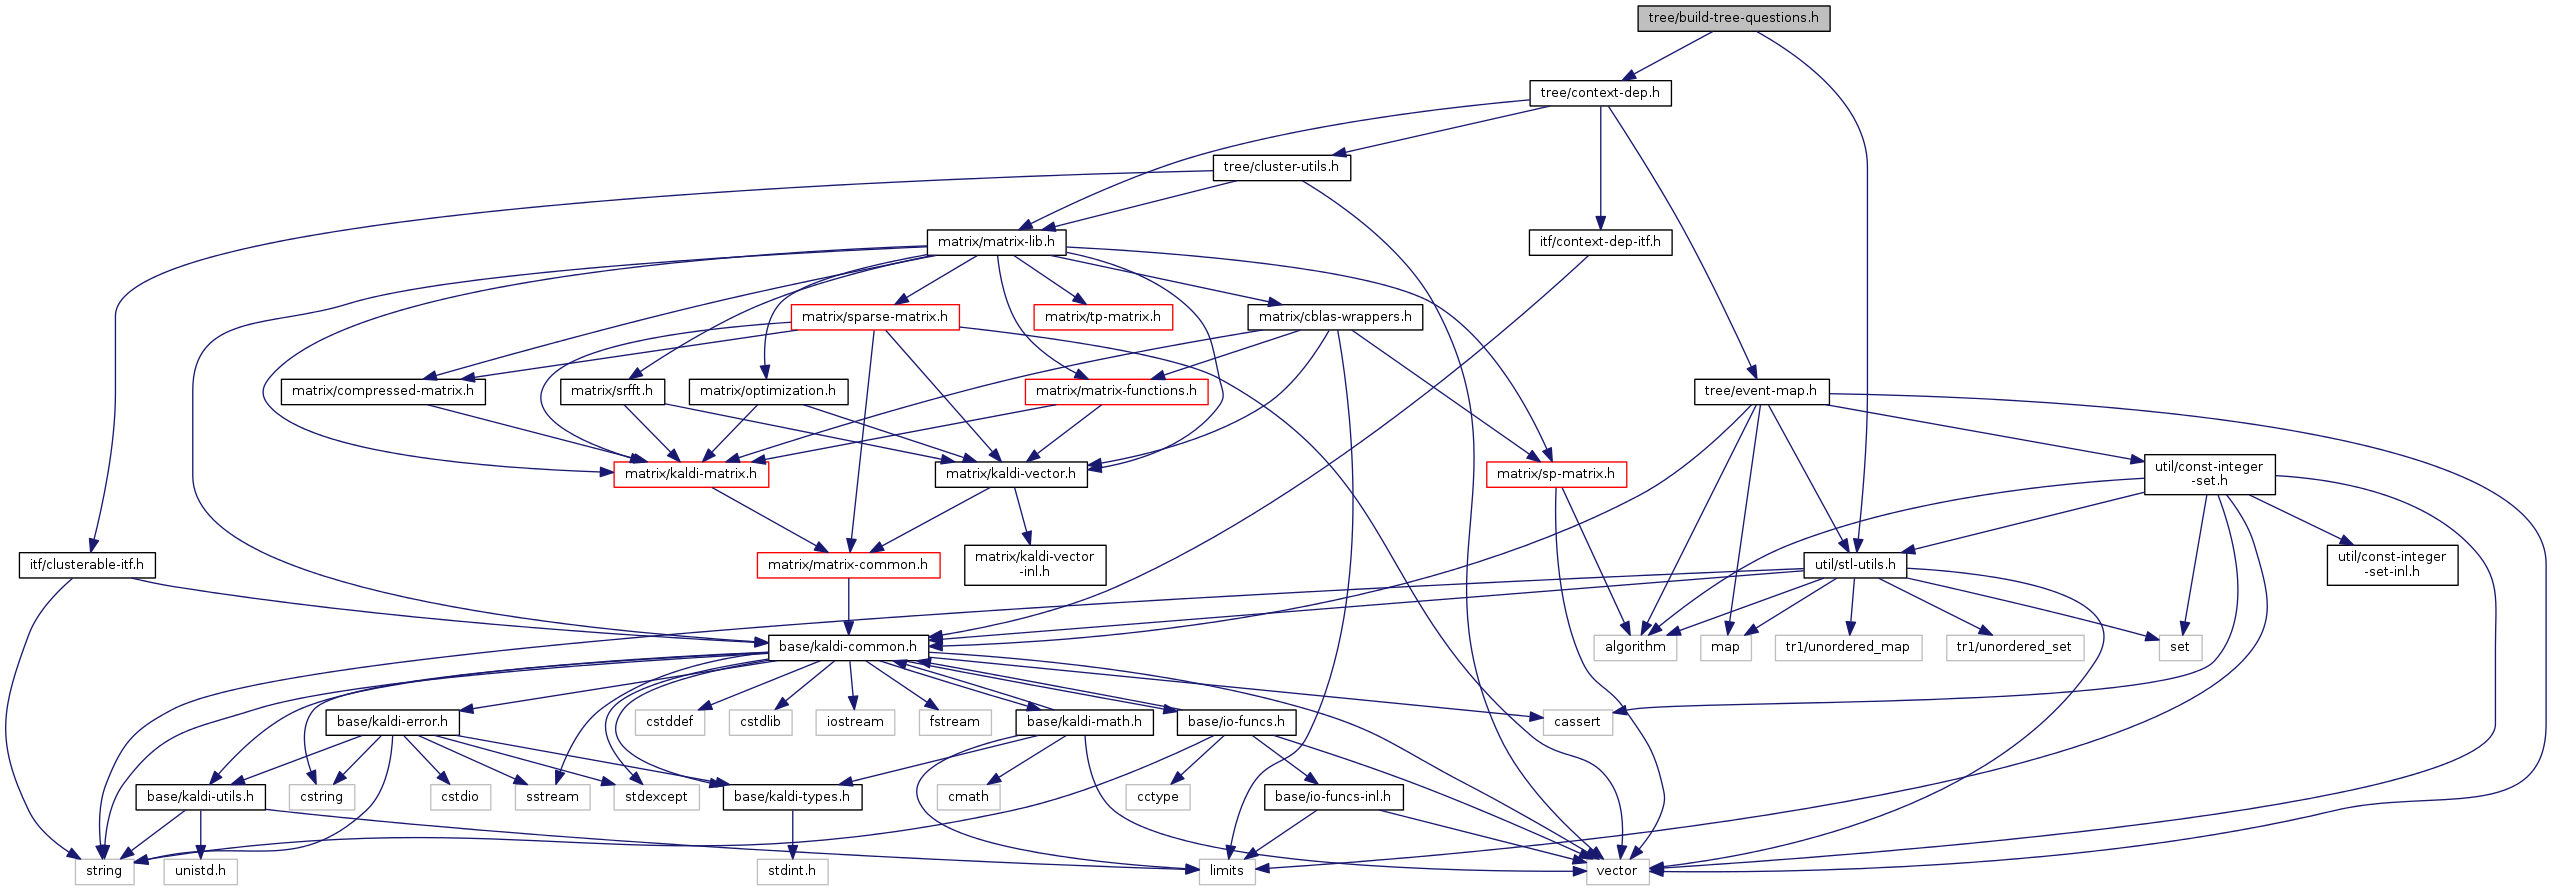 tree/build-tree-questions.h
tree/context-dep.h
tree/cluster-utils.h
matrix/matrix-lib.h
itf/context-dep-itf.h
matrix/sparse-matrix.h
matrix/tp-matrix.h
matrix/cblas-wrappers.h
matrix/compressed-matrix.h
matrix/srfft.h
matrix/optimization.h
matrix/matrix-functions.h
tree/event-map.h
matrix/kaldi-matrix.h
matrix/kaldi-vector.h
matrix/sp-matrix.h
util/const-integer
-set.h
itf/clusterable-itf.h
matrix/matrix-common.h
matrix/kaldi-vector
-inl.h
util/stl-utils.h
util/const-integer
-set-inl.h
base/kaldi-common.h
algorithm
map
tr1/unordered_map
tr1/unordered_set
set
base/kaldi-error.h
cstddef
cstdlib
iostream
fstream
base/kaldi-math.h
base/io-funcs.h
cassert
base/kaldi-utils.h
cstring
cstdio
sstream
stdexcept
base/kaldi-types.h
cmath
cctype
base/io-funcs-inl.h
string
unistd.h
stdint.h
limits
vector